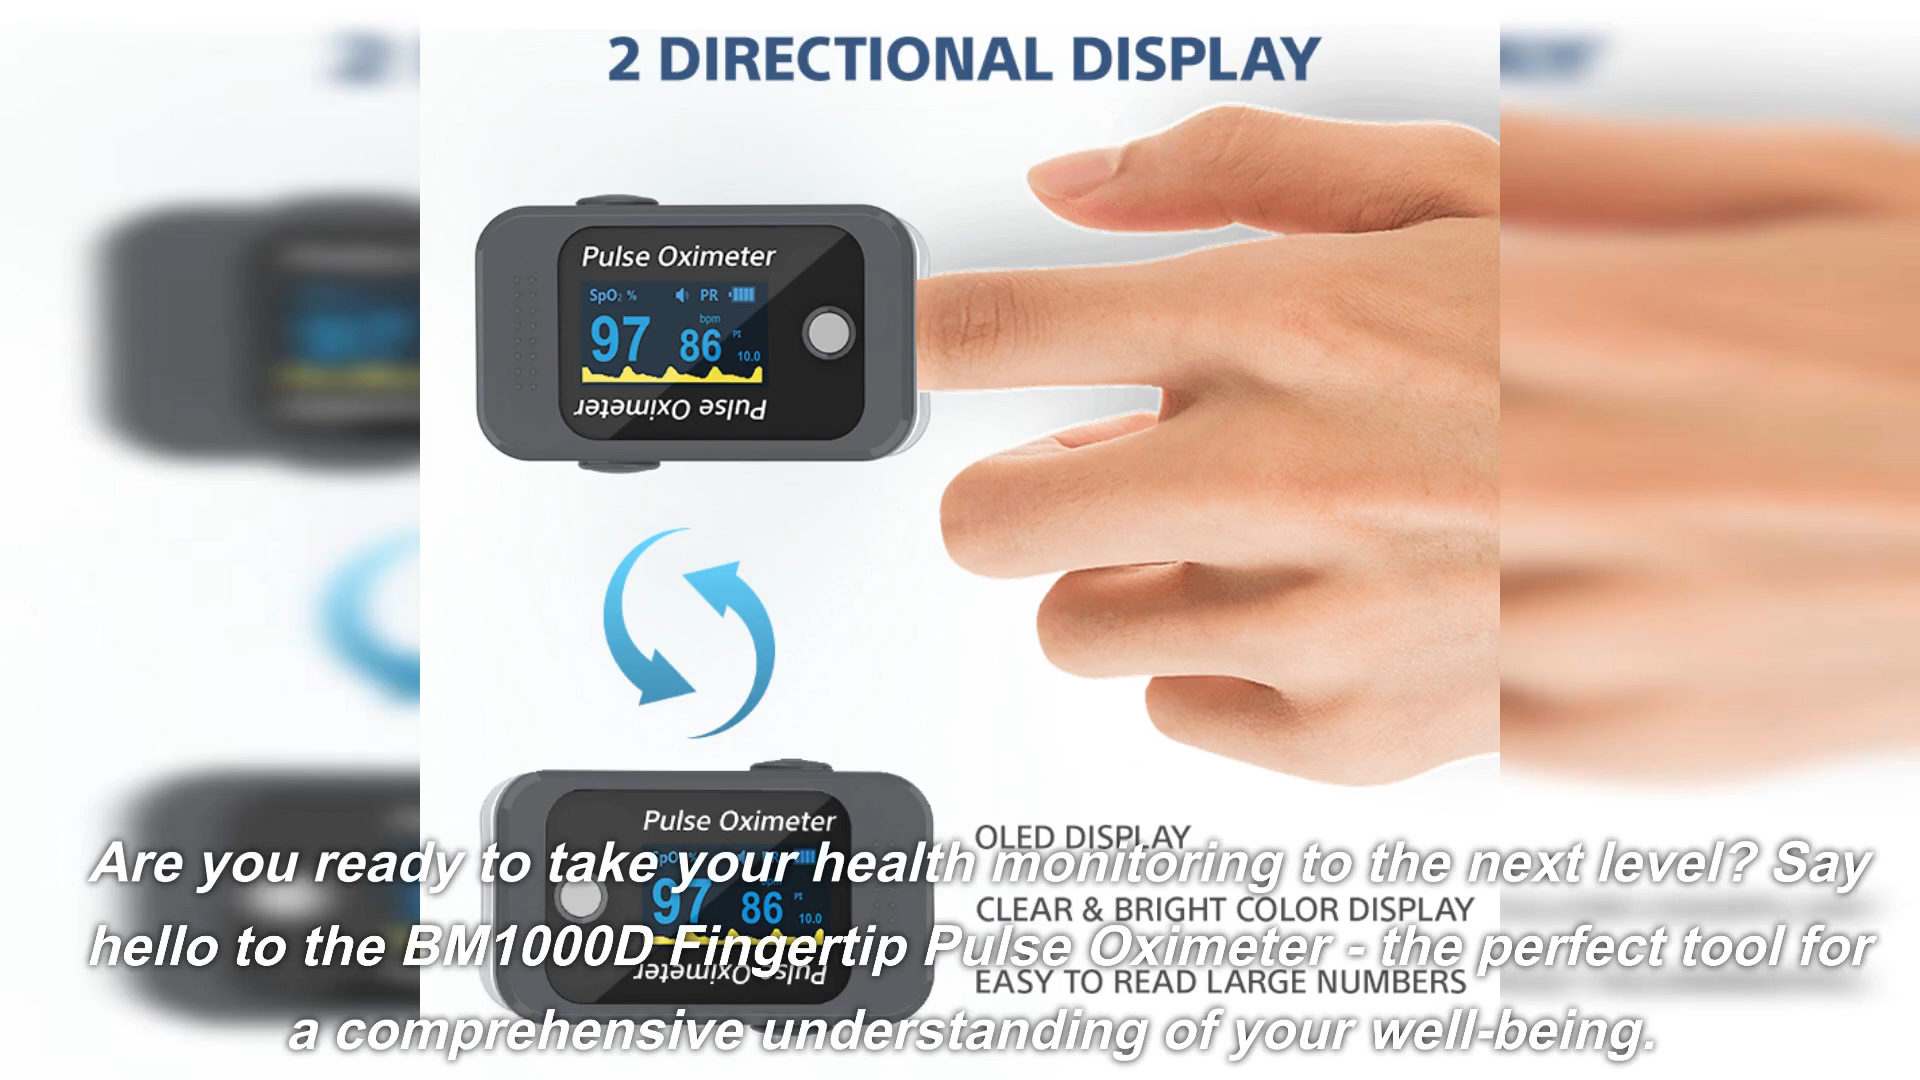 2 DIRECTIONAL DISPLAY
Pulse Oximeter
SpO₂ % PR
bpm
97 86 PI
10.0
Pulse Oximeter
Pulse Oximeter
SpO₂
bpm
97 86 PI
10.0
Pulse Oximeter
OLED DISPLAY
CLEAR & BRIGHT COLOR DISPLAY
EASY TO READ LARGE NUMBERS
Are you ready to take your health monitoring to the next level? Say
hello to the BM1000D Fingertip Pulse Oximeter - the perfect tool for
a comprehensive understanding of your well-being.